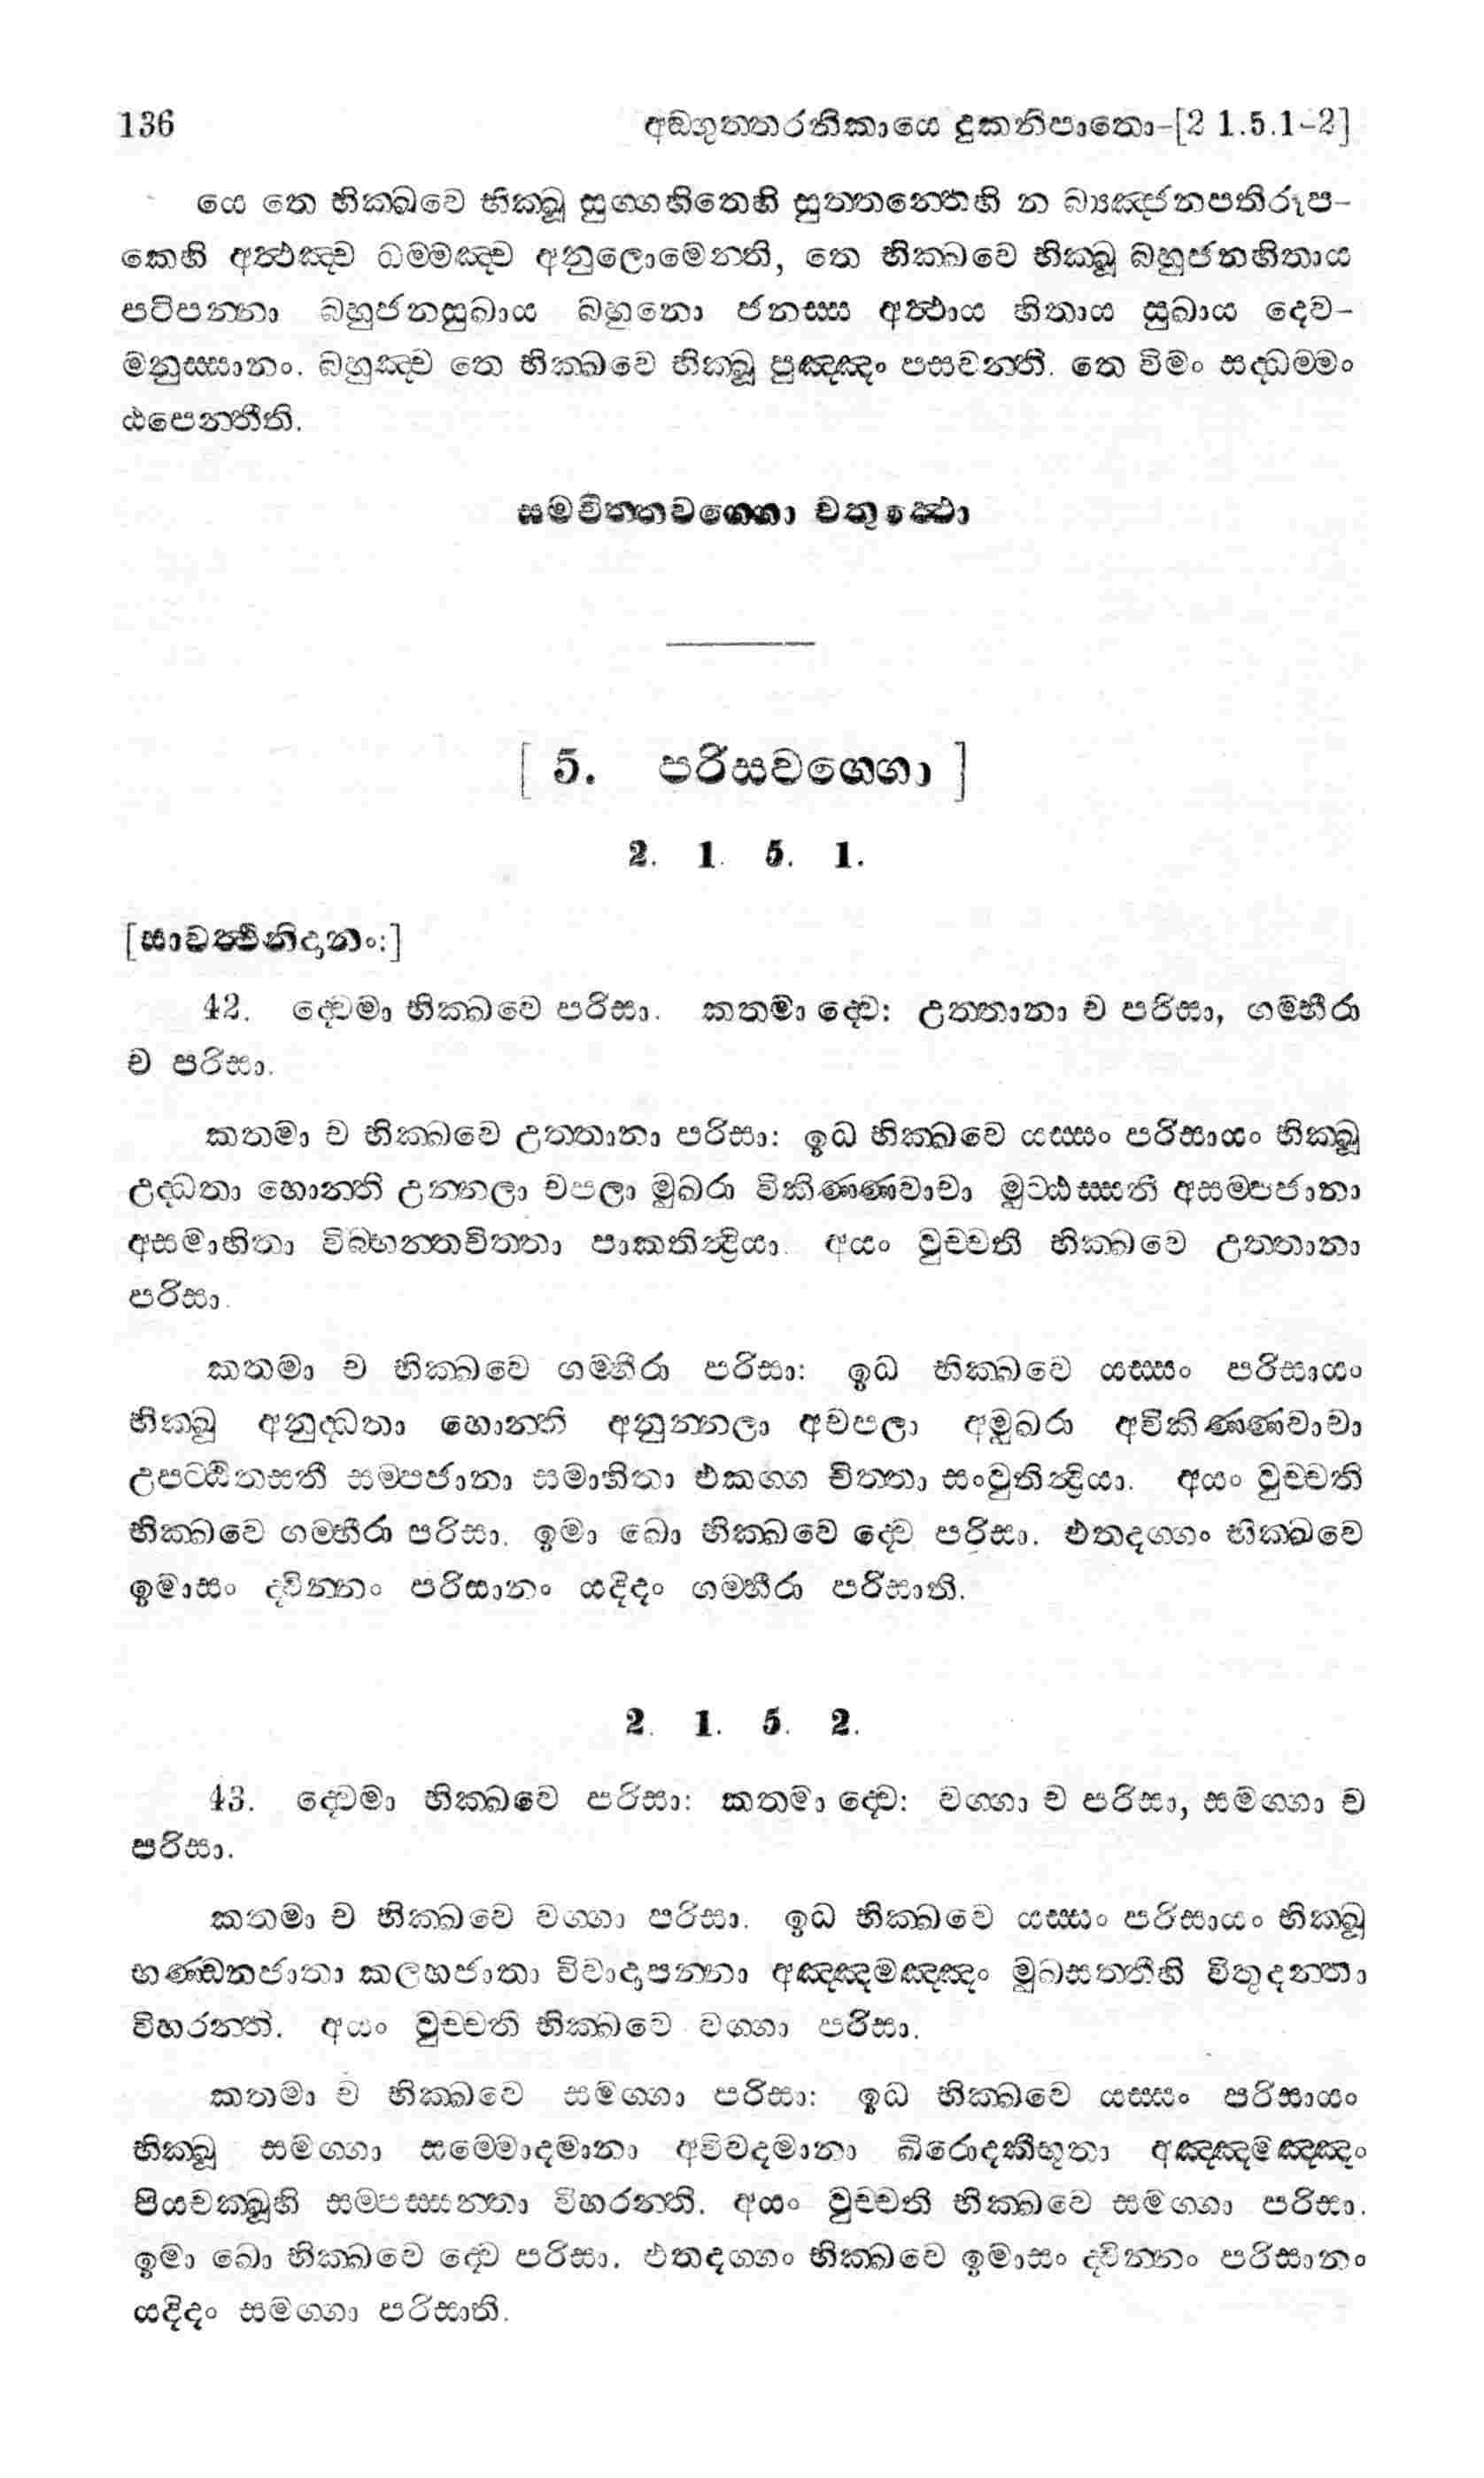 136 අඞ්ගුත්තරනිකායෙ දුකනිපාතො-[2 1.5.1-2]
යෙ තෙ භික්ඛවෙ භික්ඛූ සුග්ගහිතෙහි සුත්තන්තෙහි න බ්‍යඤ්ජනපතිරූප-
කෙහි අත්ථඤ්ච ධම්මඤ්ච අනුලොමෙන්ති, තෙ භික්ඛවෙ භික්ඛූ බහුජනහිතාය
පටිපන්නා බහුජනසුඛාය බහුනො ජනස්ස අත්ථාය හිතාය සුඛාය දෙව-
මනුස්සානං. බහුඤ්ච තෙ භික්ඛවෙ භික්ඛූ පුඤ්ඤං පසවන්ති. තෙ චිමං සද්ධම්මං
ඨපෙන්තීති.
සමචිත්තවග්ගො චතුත්ථො
[ 5. පරිසවග්ගො ]
2. 1. 5. 1.
[සාවත්ථිනිදානං:]
42. ද්වෙමා භික්ඛවෙ පරිසා. කතමා ද්වෙ: උත්තානා ච පරිසා, ගම්භීරා
ච පරිසා.
කතමා ච භික්ඛවෙ උත්තානා පරිසා: ඉධ භික්ඛවෙ යස්සං පරිසායං භික්ඛූ
උද්ධතා හොන්ති උන්නලා චපලා මුඛරා විකිණ්ණවාචා මුට්ඨස්සතී අසම්පජානා
අසමාහිතා විබ්භන්තචිත්තා පාකතින්ද්‍රියා. අයං වුච්චති භික්ඛවෙ උත්තානා
පරිසා.
කතමා ච භික්ඛවෙ ගම්භීරා පරිසා: ඉධ භික්ඛවෙ යස්සං පරිසායං
භික්ඛූ අනුද්ධතා හොන්ති අනුන්නලා අචපලා අමුඛරා අවිකිණ්ණවාචා
උපට්ඨිතසතී සම්පජානා සමාහිතා එකග්ග චිත්තා සංවුතින්ද්‍රියා. අයං වුච්චති
භික්ඛවෙ ගම්භීරා පරිසා. ඉමා ඛො භික්ඛවෙ ද්වෙ පරිසා. එතදග්ගං භික්ඛවෙ
ඉමාසං ද්වින්නං පරිසානං යදිදං ගම්භීරා පරිසාති.
2. 1. 5. 2.
43. ද්වෙමා භික්ඛවෙ පරිසා: කතමා ද්වෙ: වග්ගා ච පරිසා, සමග්ගා ච
පරිසා.
කතමා ච භික්ඛවෙ වග්ගා පරිසා. ඉධ භික්ඛවෙ යස්සං පරිසායං භික්ඛූ
භණ්ඩනජාතා කලහජාතා විවාදාපන්නා අඤ්ඤමඤ්ඤං මුඛසත්තීහි විතුදන්තා
විහරන්ති. අයං වුච්චති භික්ඛවෙ වග්ගා පරිසා.
කතමා ච භික්ඛවෙ සමග්ගා පරිසා: ඉධ භික්ඛවෙ යස්සං පරිසායං
භික්ඛූ සමග්ගා සම්මොදමානා අවිවදමානා ඛීරොදකීභූතා අඤ්ඤමඤ්ඤං
පියචක්ඛූහි සම්පස්සන්තා විහරන්ති. අයං වුච්චති භික්ඛවෙ සමග්ගා පරිසා.
ඉමා ඛො භික්ඛවෙ ද්වෙ පරිසා. එතදග්ගං භික්ඛවෙ ඉමාසං ද්වින්නං පරිසානං
යදිදං සමග්ගා පරිසාති.